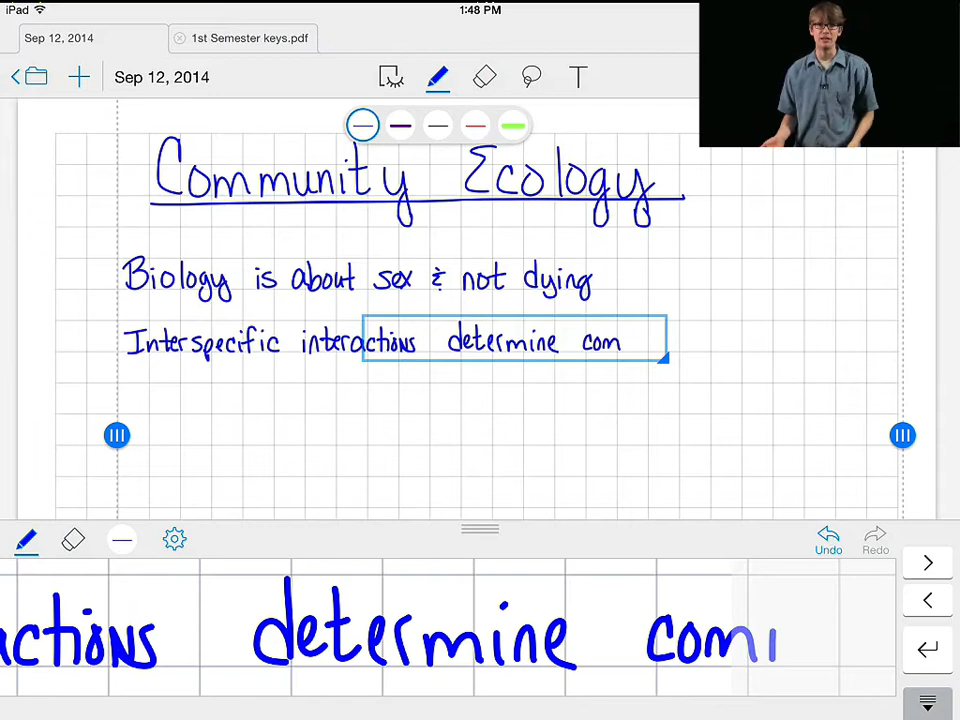 iPad 1:48 PM
Sep 12, 2014 1st Semester keys.pdf
Sep 12, 2014 T
Community Ecology
Biology is about sex & not dying
Interspecific interactions determine com
Undo Redo
actions determine com